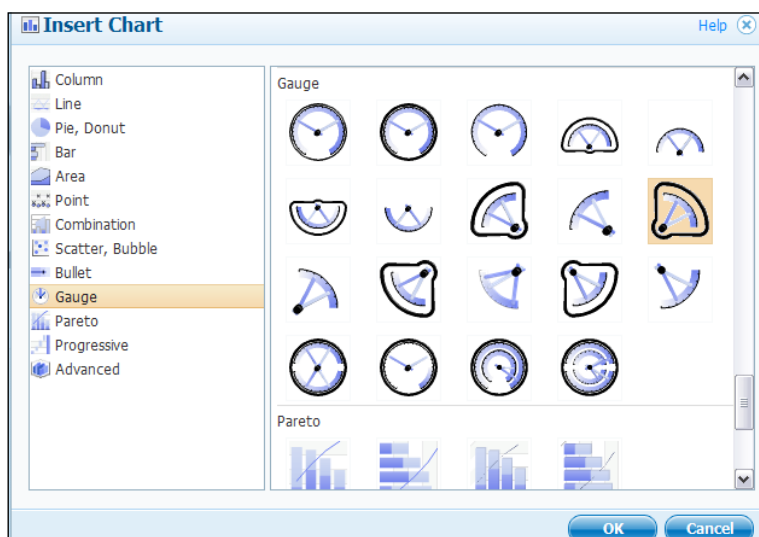 Insert Chart
Help
Column
Line
Pie, Donut
Bar
Area
Point
Combination
Scatter, Bubble
Bullet
Gauge
Pareto
Progressive
Advanced
Gauge
Pareto
OK
Cancel